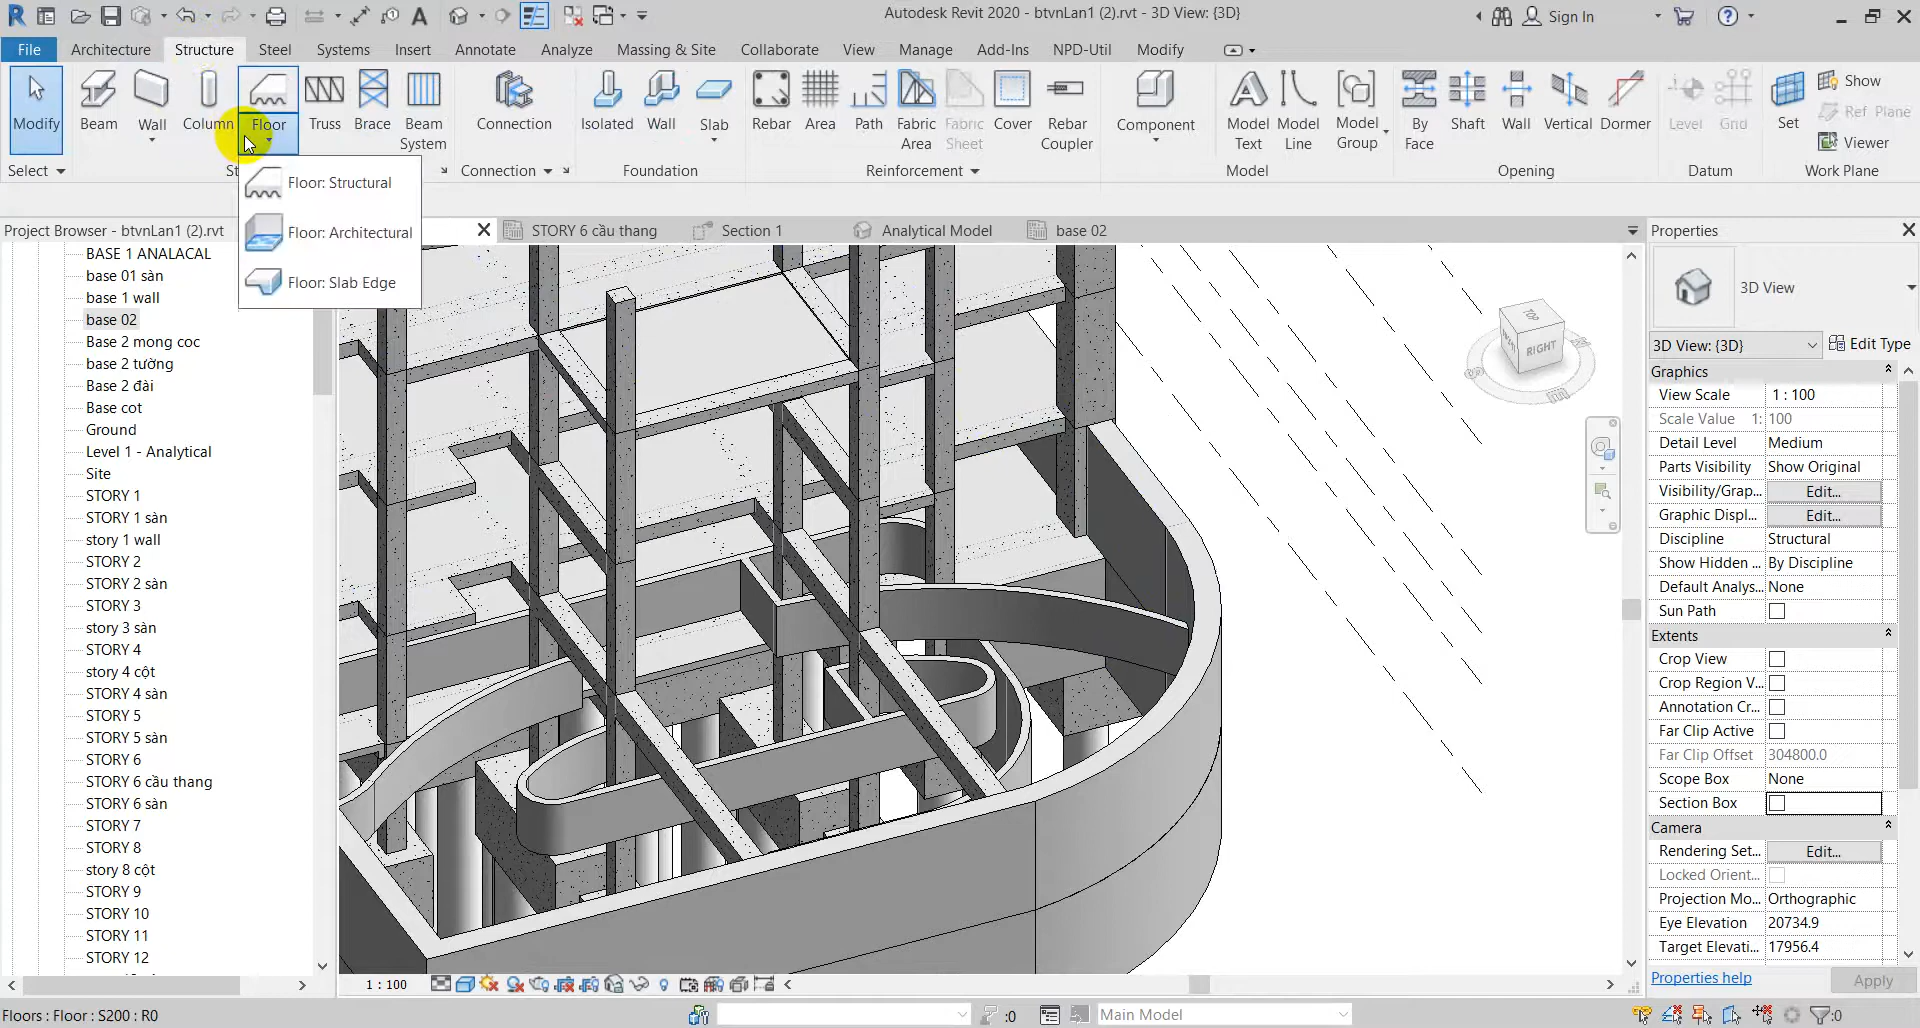 Autodesk Revit 2020 - btvnLan1 (2).rvt - 3D View: {3D}
Sign In
File Architecture Structure Steel Systems Insert Annotate Analyze Massing & Site Collaborate View Manage Add-Ins NPD-Util Modify
Modify
Beam
Wall
Column
Floor
Truss
Brace
Beam
System
Connection
Isolated
Wall
Slab
Rebar
Area
Path
Fabric
Area
Fabric
Sheet
Cover
Rebar
Coupler
Component
Model
Text
Model
Line
Model
Group
By
Face
Shaft
Wall
Vertical
Dormer
Level
Grid
Set
Show
Ref Plane
Viewer
Select
St
Connection
Foundation
Reinforcement
Model
Opening
Datum
Work Plane
Floor: Structural
Floor: Architectural
Floor: Slab Edge
Project Browser - btvnLan1 (2).rvt
BASE 1 ANALACAL
base 01 sàn
base 1 wall
base 02
Base 2 mong coc
base 2 tường
Base 2 đài
Base cot
Ground
Level 1 - Analytical
Site
STORY 1
STORY 1 sàn
story 1 wall
STORY 2
STORY 2 sàn
STORY 3
story 3 sàn
STORY 4
story 4 cột
STORY 4 sàn
STORY 5
STORY 5 sàn
STORY 6
STORY 6 cầu thang
STORY 6 sàn
STORY 7
STORY 8
story 8 cột
STORY 9
STORY 10
STORY 11
STORY 12
STORY 6 cầu thang
Section 1
Analytical Model
base 02
TOP
RIGHT
Properties
3D View
3D View: {3D}
Edit Type
Graphics
View Scale 1 : 100
Scale Value 1: 100
Detail Level Medium
Parts Visibility Show Original
Visibility/Grap... Edit...
Graphic Displ... Edit...
Discipline Structural
Show Hidden ... By Discipline
Default Analys... None
Sun Path
Extents
Crop View
Crop Region V...
Annotation Cr...
Far Clip Active
Far Clip Offset 304800.0
Scope Box None
Section Box
Camera
Rendering Set... Edit...
Locked Orient...
Projection Mo... Orthographic
Eye Elevation 20734.9
Target Elevati... 17956.4
Properties help
Apply
1 : 100
Floors : Floor : S200 : R0
:0
Main Model
:0